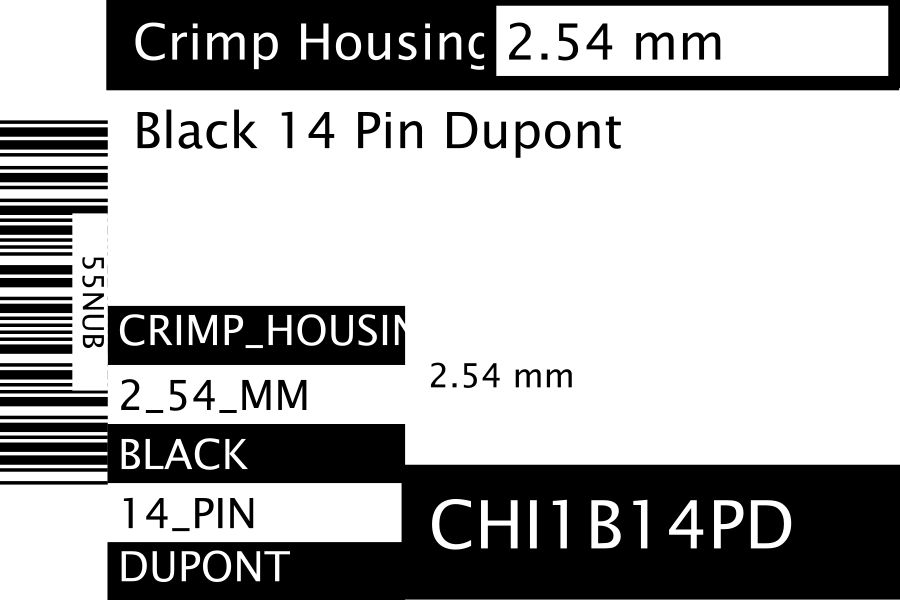 Crimp Housing 2.54 mm
Black 14 Pin Dupont
55NUB
CRIMP_HOUSIN
2_54_MM
2.54 mm
BLACK
14_PIN
CHI1B14PD
DUPONT